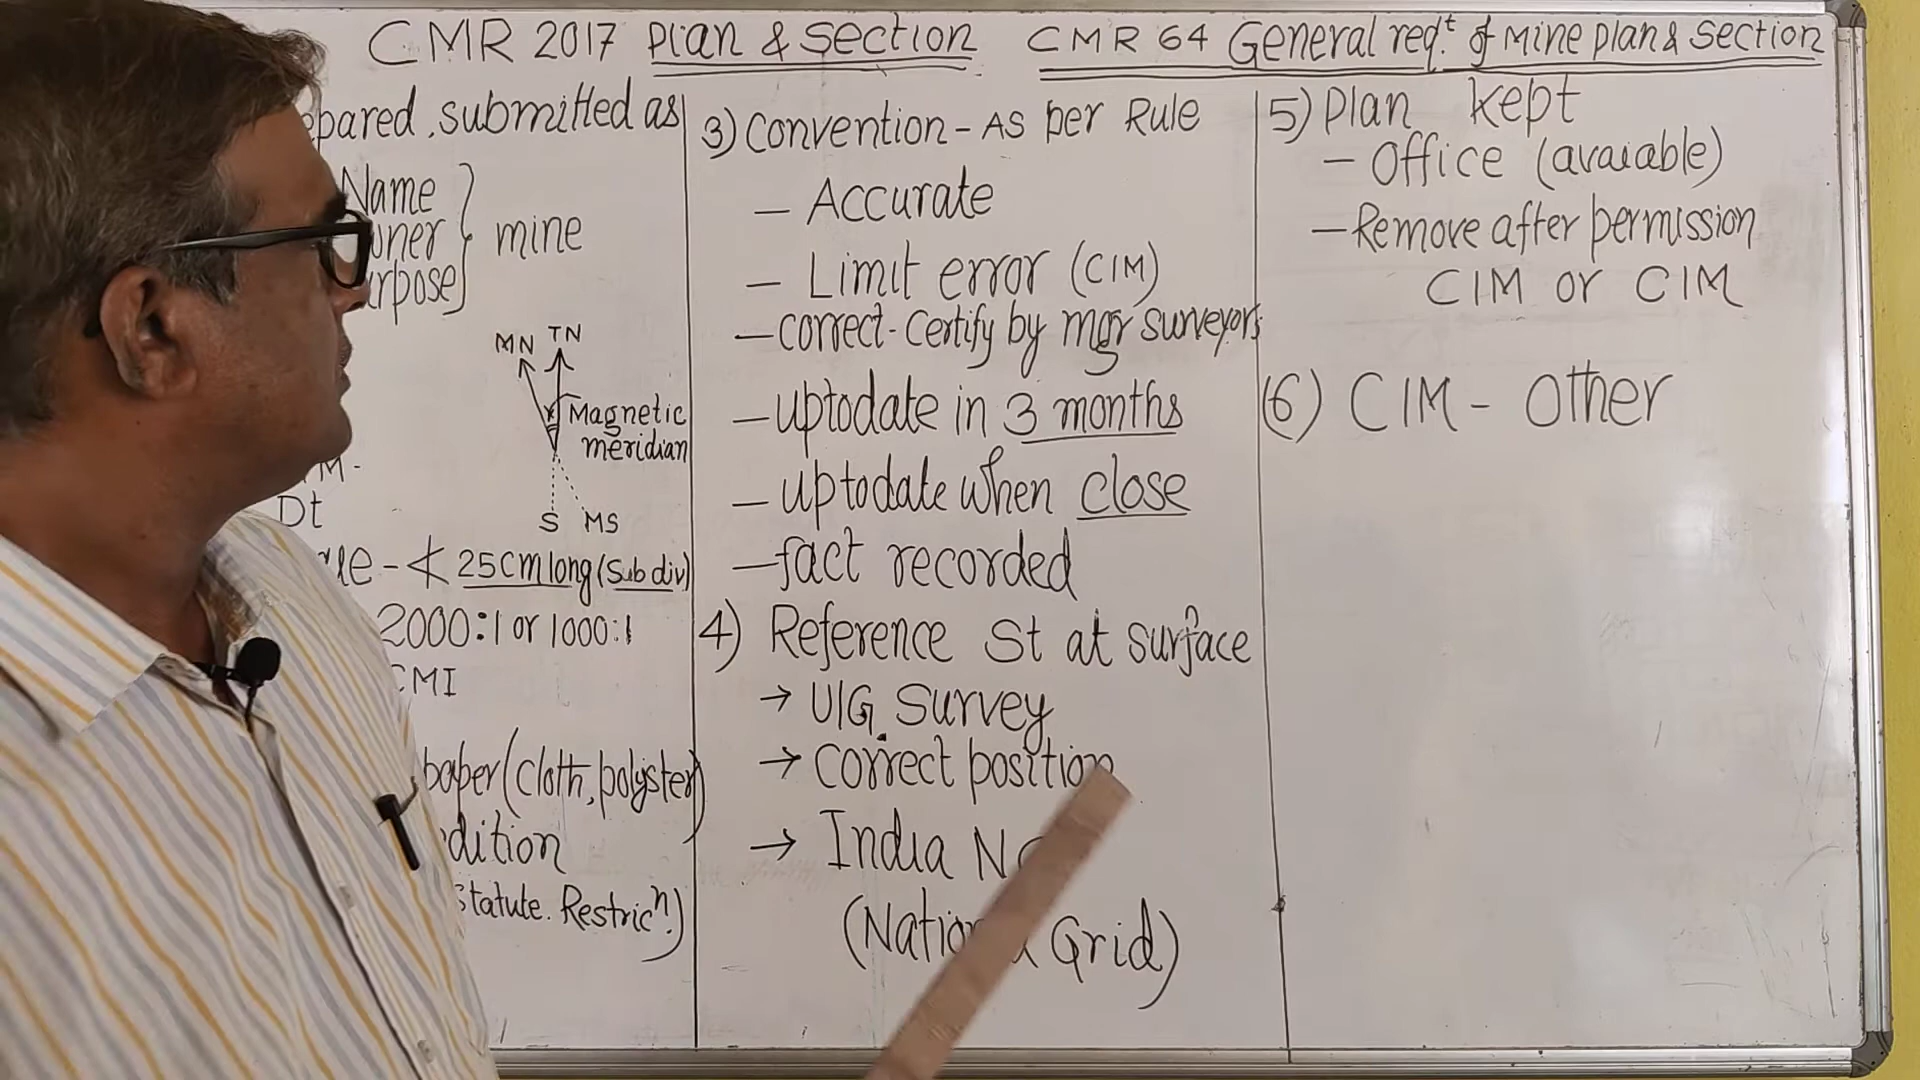 CMR 2017 Plan & Section CMR 64 General reqt. of Mine plan & Section
epared, submitted as
Name
wner
urpose
mine
MN TN
Magnetic
meridian
S MS
M.
Dt
25cm long (Sub div)
2000:1 or 1000:1
CMI
paper (cloth, polyster)
dition
Statute. Restricn.)
3) Convention - As per Rule
- Accurate
- Limit error (CIM)
- correct - Certify by mgr surveyors
- uptodate in 3 months
- uptodate when close
- fact recorded
4) Reference St at surface
→ U/G. Survey
→ Correct position
→ India N
(Nation Grid)
5) Plan kept
- Office (avaiable)
- Remove after permission
CIM or CIM
(6) CIM - Other